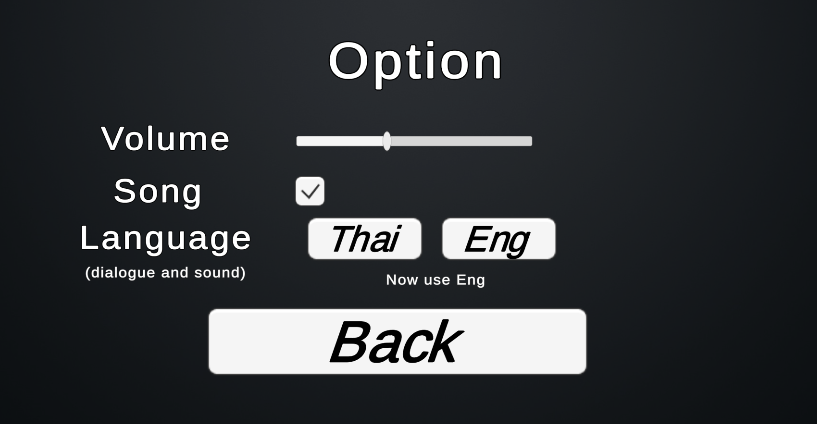 Option
Volume
Song
Language
Thai
Eng
(dialogue and sound)
Now use Eng
Back